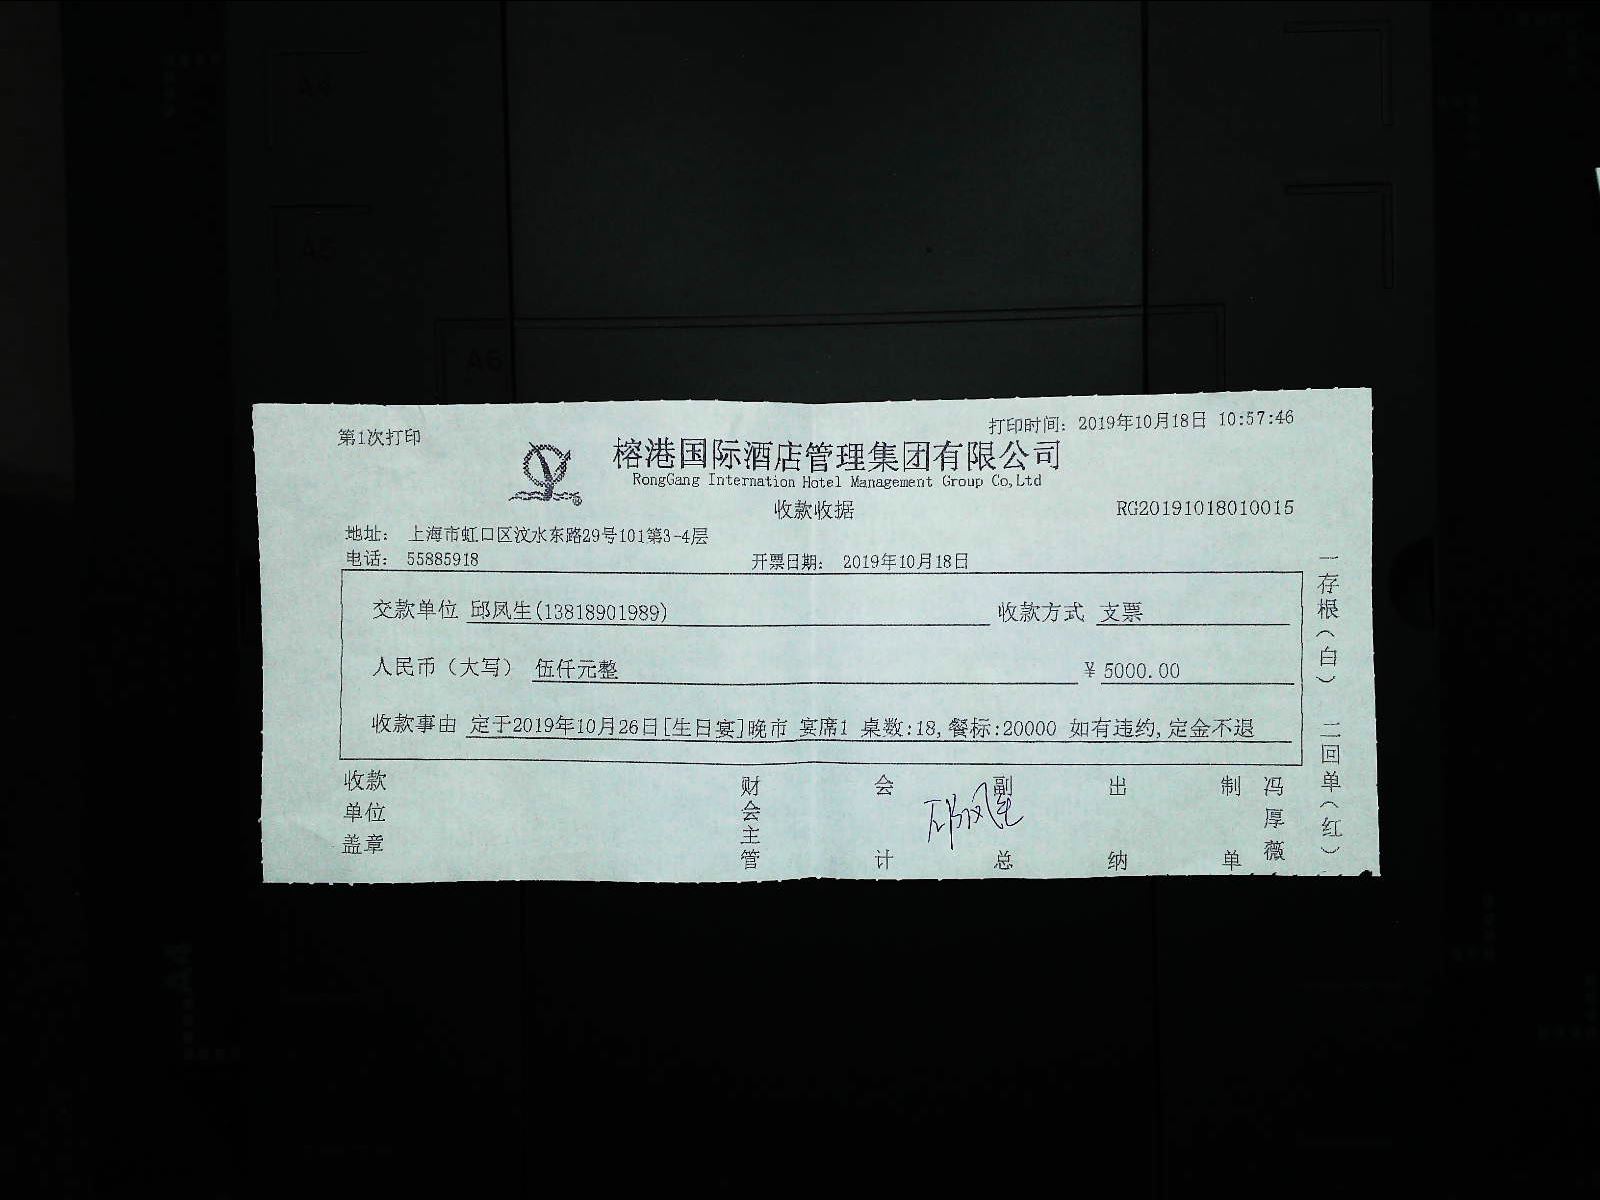 第1次打印
打印时间: 2019年10月18日 10:57:46
榕港国际酒店管理集团有限公司
RongGang Internation Hotel Management Group Co,Ltd
收款收据
RG20191018010015
地址: 上海市虹口区汶水东路29号101第3-4层
电话: 55885918
开票日期: 2019年10月18日
交款单位 邱凤生(13818901989) 收款方式 支票
人民币（大写） 伍仟元整 ¥ 5000.00
收款事由 定于2019年10月26日[生日宴]晚市 宴席1 桌数:18,餐标:20000 如有违约,定金不退
收款单位盖章
财会主管
会计
副总
邱凤生
出纳
制单
冯厚薇
一存根（白） 二回单（红）
A4
A5
A6
A4